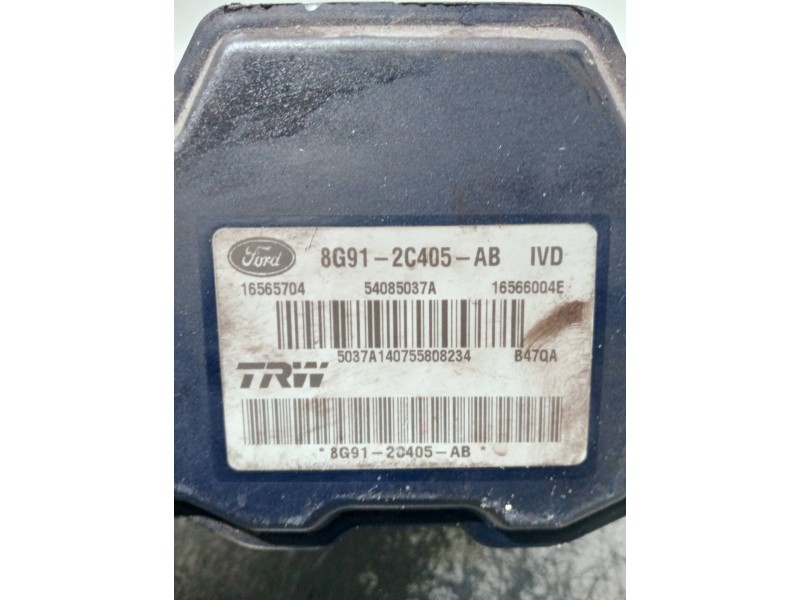 Ford 8G91-2C405-AB IVD
16565704 54085037A 16566004E
5037A140755808234 B47QA
TRW
*8G91-2C405-AB*